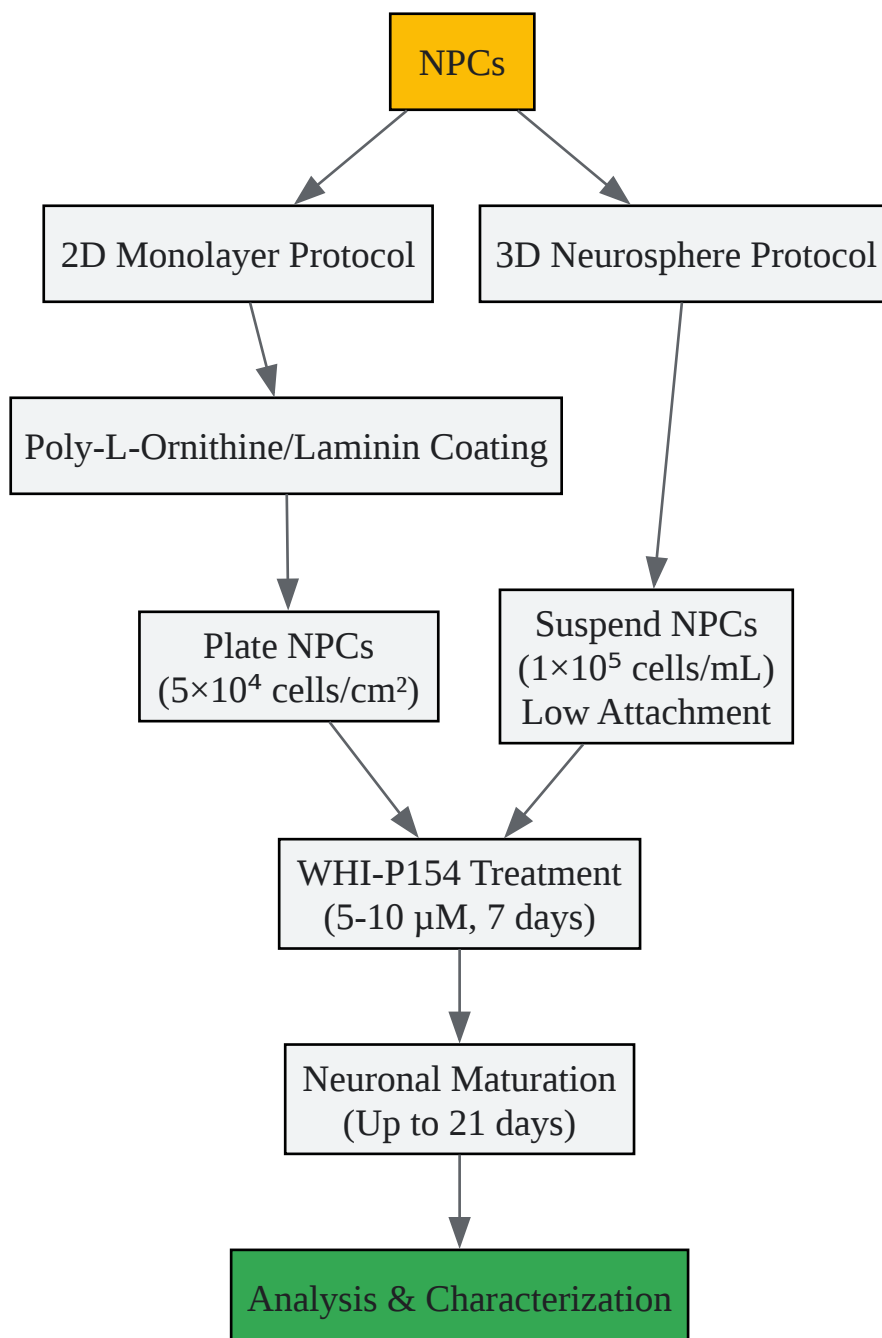 NPCs
2D Monolayer Protocol
3D Neurosphere Protocol
Poly-L-Ornithine/Laminin Coating
Plate NPCs
(5×10⁴ cells/cm²)
Suspend NPCs
(1×10⁵ cells/mL)
Low Attachment
WHI-P154 Treatment
(5-10 µM, 7 days)
Neuronal Maturation
(Up to 21 days)
Analysis & Characterization